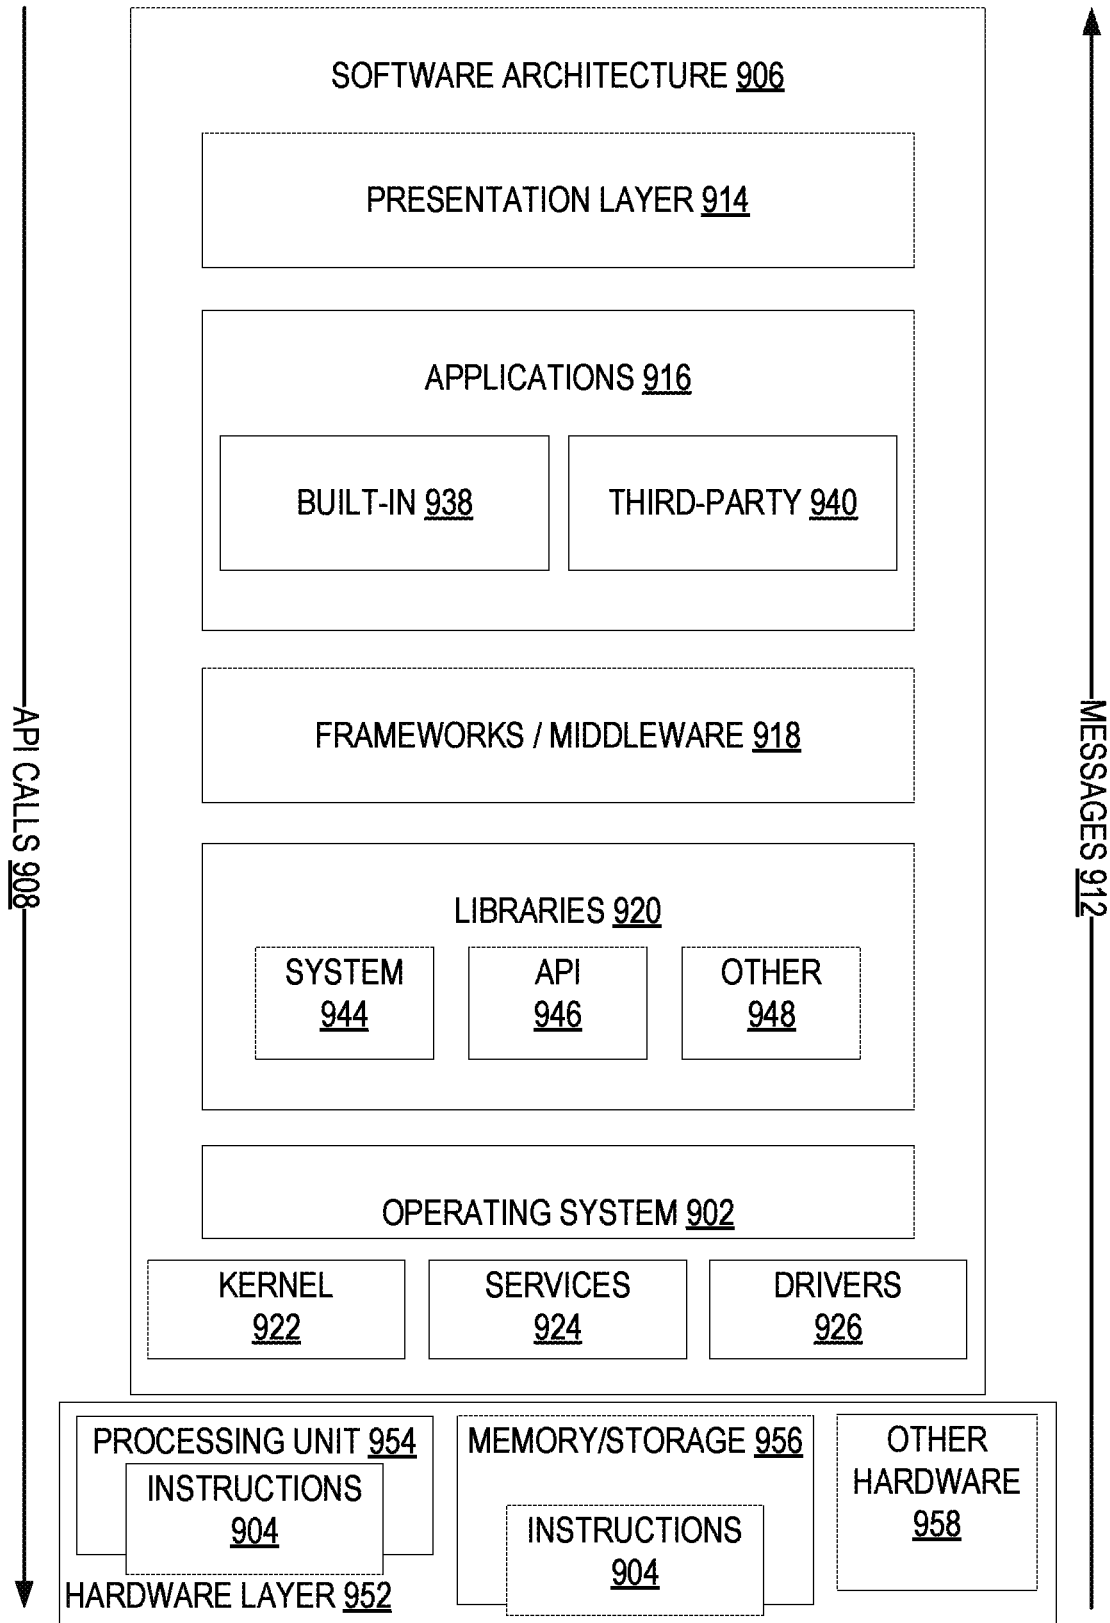 SOFTWARE ARCHITECTURE 906
PRESENTATION LAYER 914
APPLICATIONS 916
BUILT-IN 938
THIRD-PARTY 940
FRAMEWORKS / MIDDLEWARE 918
API CALLS 908
MESSAGES 912
LIBRARIES 920
SYSTEM
944
API
946
OTHER
948
OPERATING SYSTEM 902
KERNEL
922
SERVICES
924
DRIVERS
926
PROCESSING UNIT 954
INSTRUCTIONS
904
MEMORY/STORAGE 956
INSTRUCTIONS
904
OTHER
HARDWARE
958
HARDWARE LAYER 952